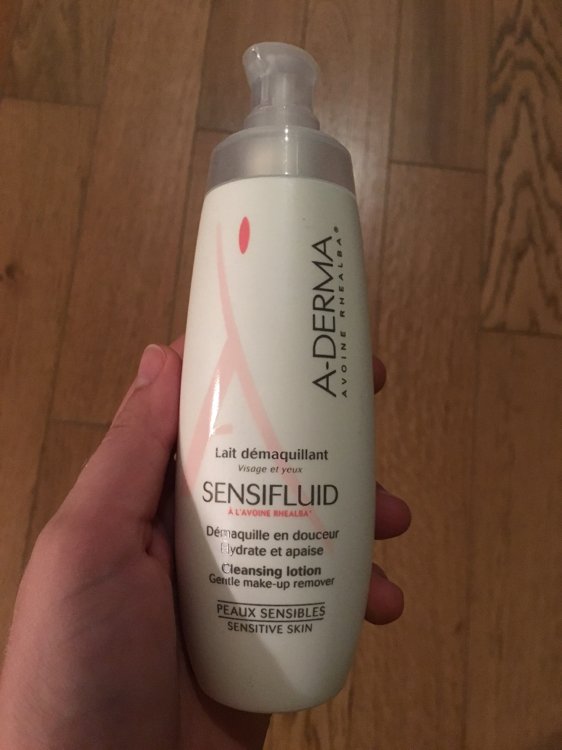 A-DERMA
AVOINE RHEALBA®
Lait démaquillant
Visage et yeux
SENSIFLUID
À L'AVOINE RHEALBA®
Démaquille en douceur
Hydrate et apaise
Cleansing lotion
Gentle make-up remover
PEAUX SENSIBLES
SENSITIVE SKIN